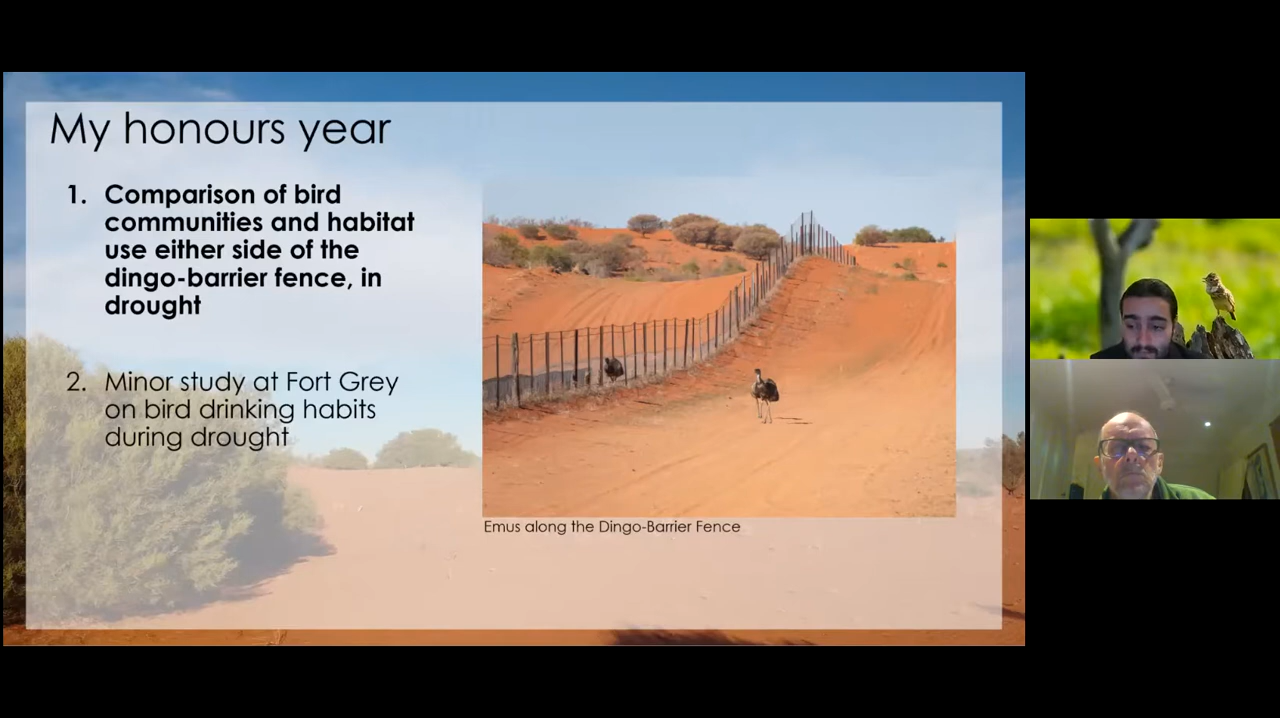 My honours year
1. Comparison of bird
communities and habitat
use either side of the
dingo-barrier fence, in
drought
2. Minor study at Fort Grey
on bird drinking habits
during drought
Emus along the Dingo-Barrier Fence